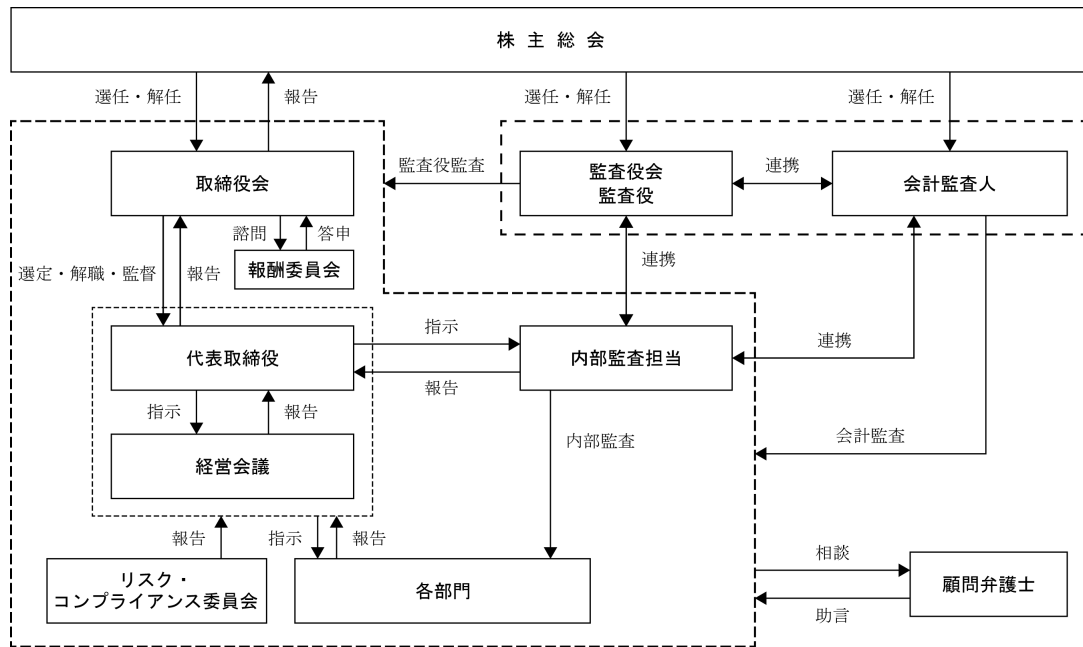 株主総会
選任・解任
報告
選任・解任
選任・解任
取締役会
監査役監査
監査役会
監査役
連携
会計監査人
諮問
答申
報酬委員会
選定・解職・監督
報告
連携
代表取締役
指示
報告
内部監査担当
連携
指示
報告
経営会議
内部監査
会計監査
報告
指示
報告
リスク・
コンプライアンス委員会
各部門
相談
助言
顧問弁護士